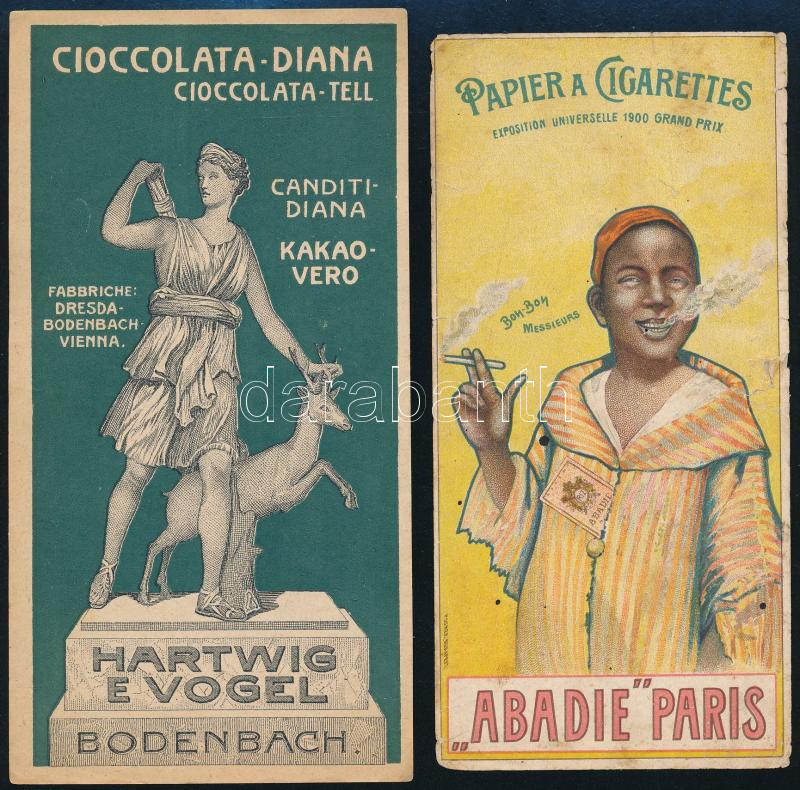 CIOCCOLATA-DIANA
CIOCCOLATA-TELL
CANDITI-
DIANA
KAKAO-
VERO
FABBRICHE:
DRESDA-
BODENBACH-
VIENNA.
HARTWIG
E VOGEL
BODENBACH
PAPIER A CIGARETTES
EXPOSITION UNIVERSELLE 1900 GRAND PRIX
BON-BON
MESSIEURS
ABADIE
„ABADIE" PARIS
darabanth